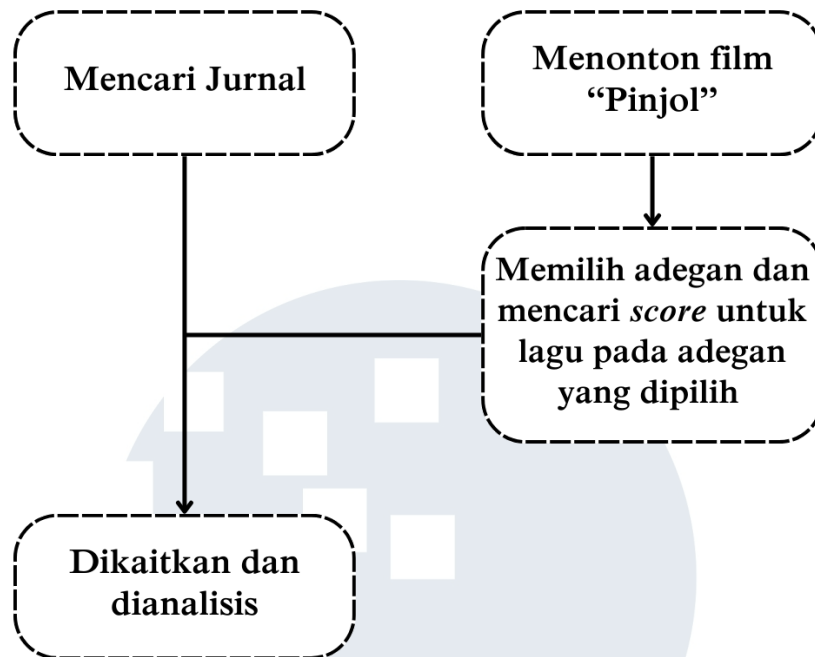 Mencari Jurnal
Menonton film
“Pinjol”
Memilih adegan dan
mencari score untuk
lagu pada adegan
yang dipilih
Dikaitkan dan
dianalisis